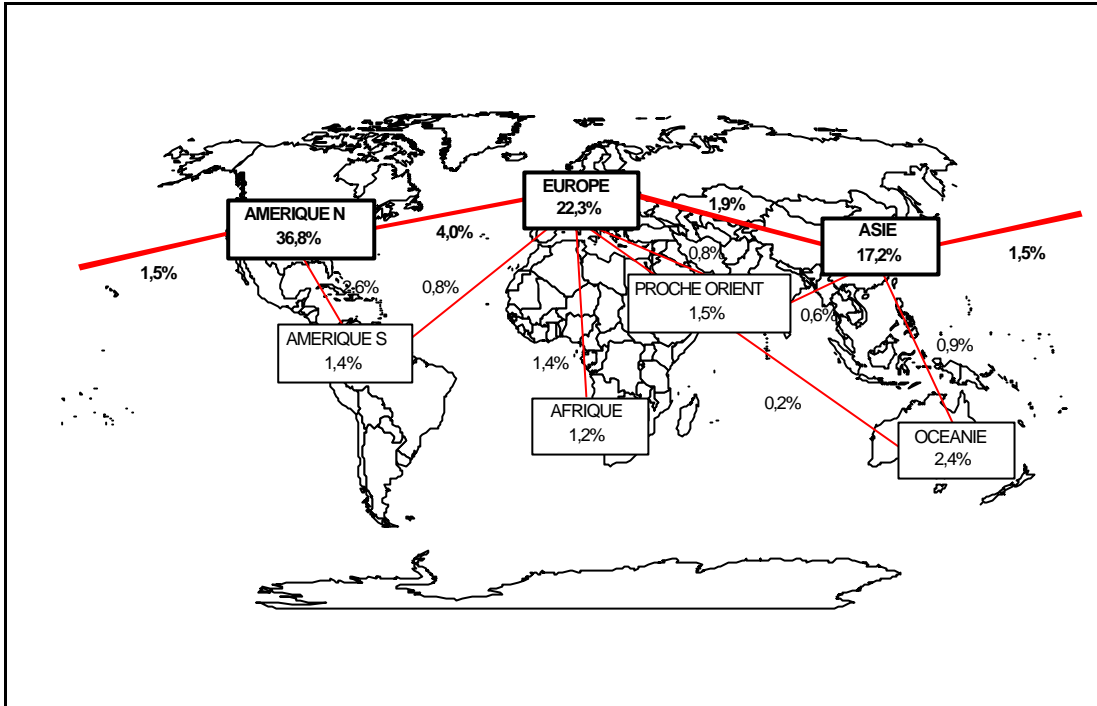 EUROPE
22,3%
AMERIQUE N
36,8%
4,0%
1,9%
ASIE
17,2%
1,5%
1,5%
0,8%
2,6%
0,8%
PROCHE ORIENT
1,5%
0,6%
AMERIQUE S
1,4%
1,4%
0,9%
0,2%
AFRIQUE
1,2%
OCEANIE
2,4%